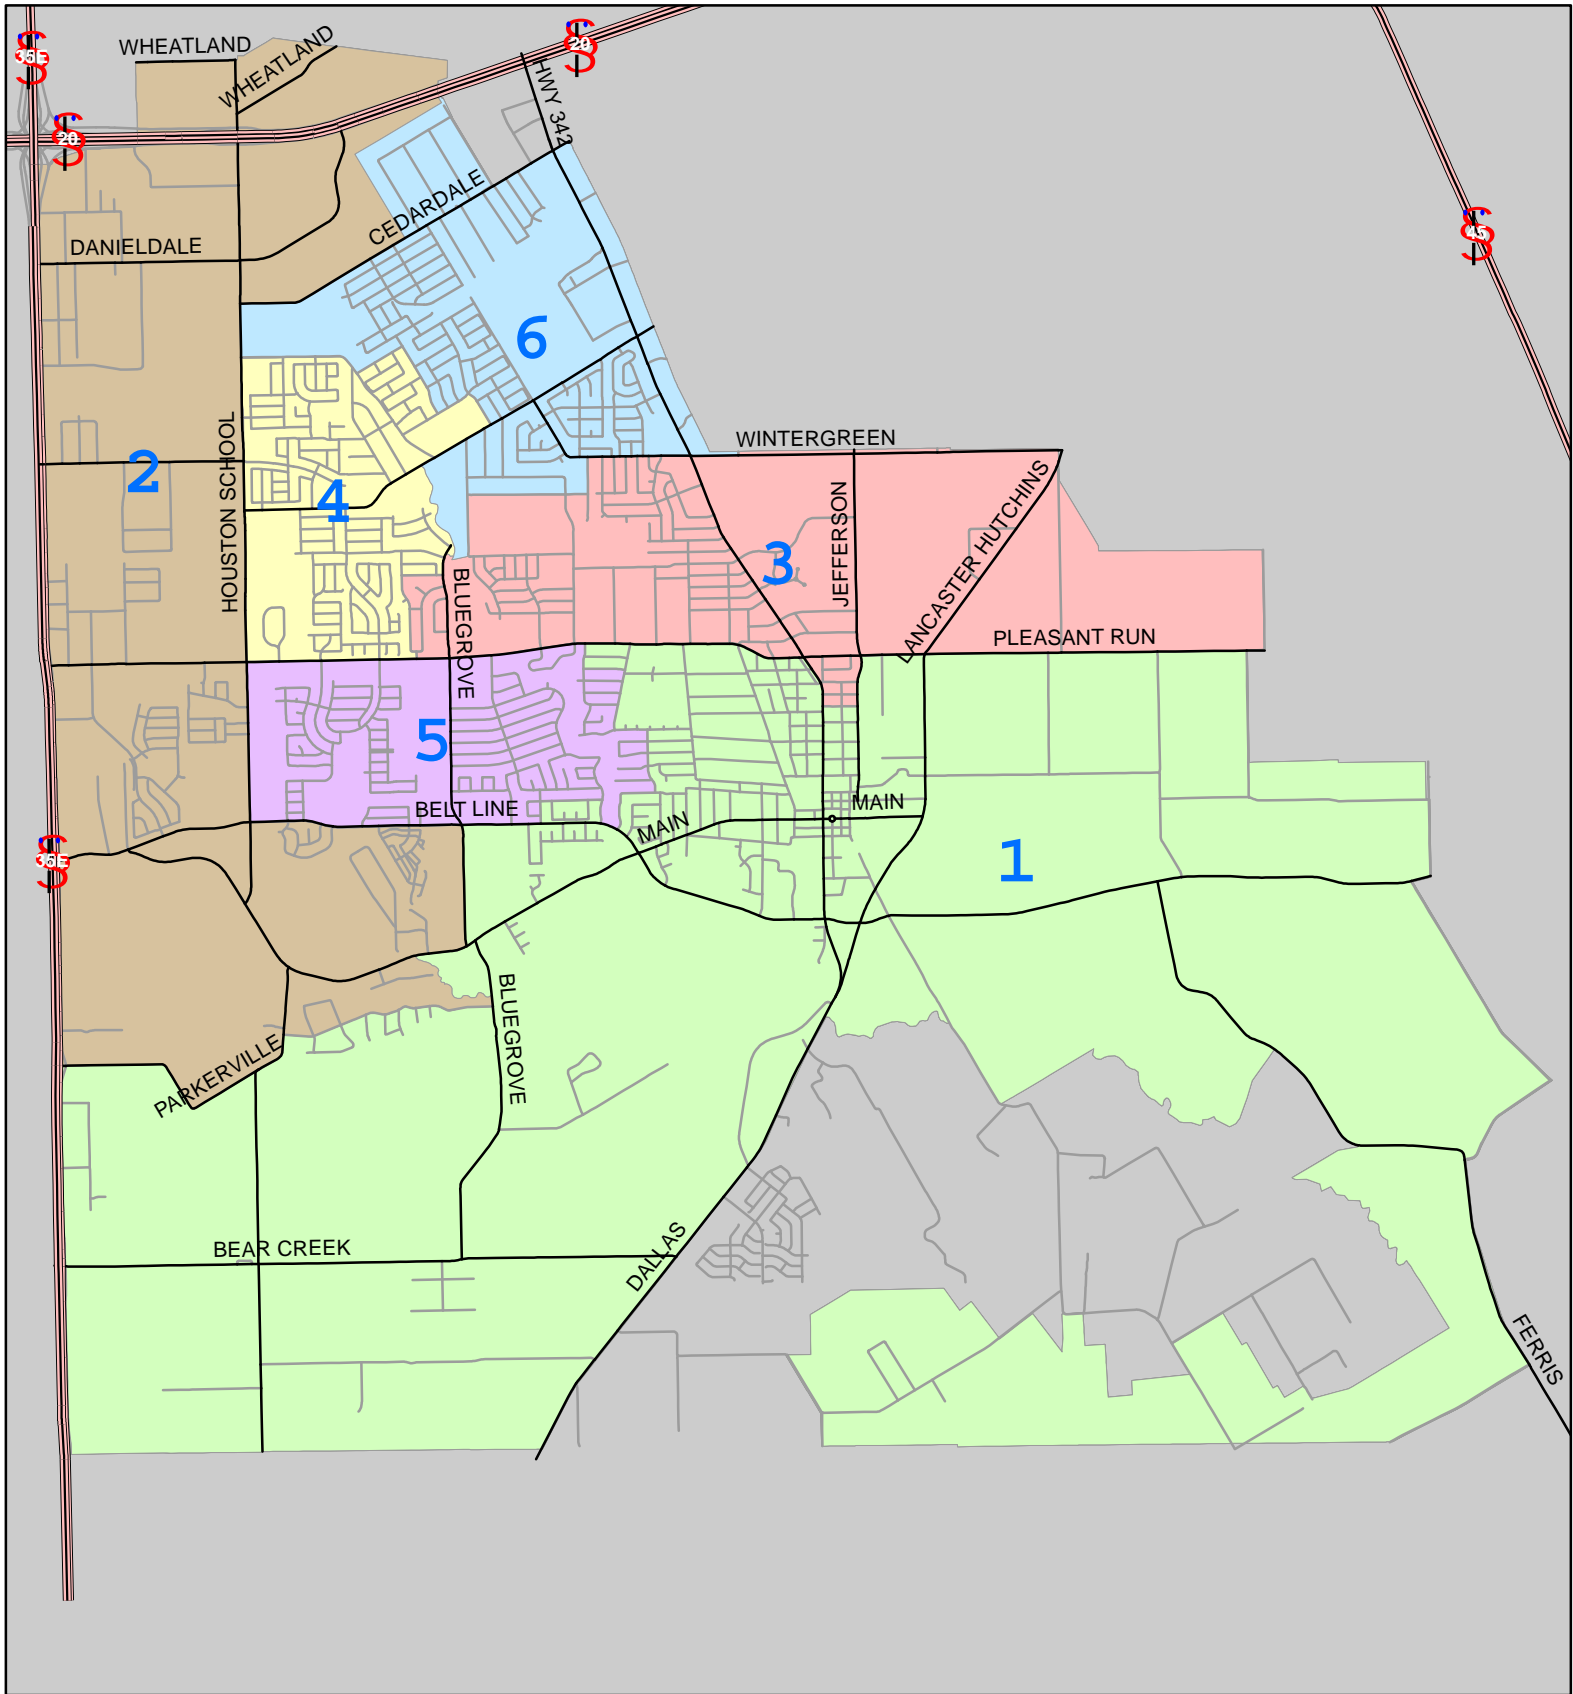 WHEATLAND
WHEATLAND
35E
20
HWY 342
20
CEDARDALE
45
DANIELDALE
6
WINTERGREEN
HOUSTON SCHOOL
2
4
JEFFERSON
LANCASTER HUTCHINS
3
BLUEGROVE
PLEASANT RUN
5
BELT LINE
MAIN
MAIN
35E
1
BLUEGROVE
PARKERVILLE
BEAR CREEK
DALLAS
FERRIS